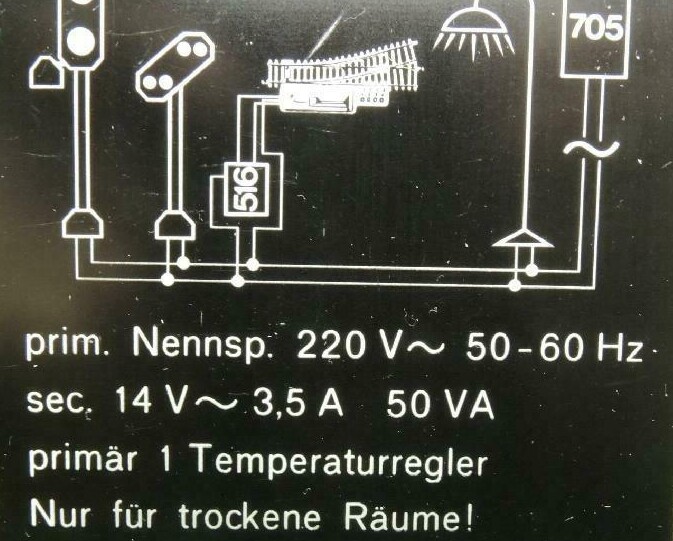 705
516
prim. Nennsp. 220 V~ 50-60 Hz
sec. 14 V~ 3,5 A 50 VA
primär 1 Temperaturregler
Nur für trockene Räume!